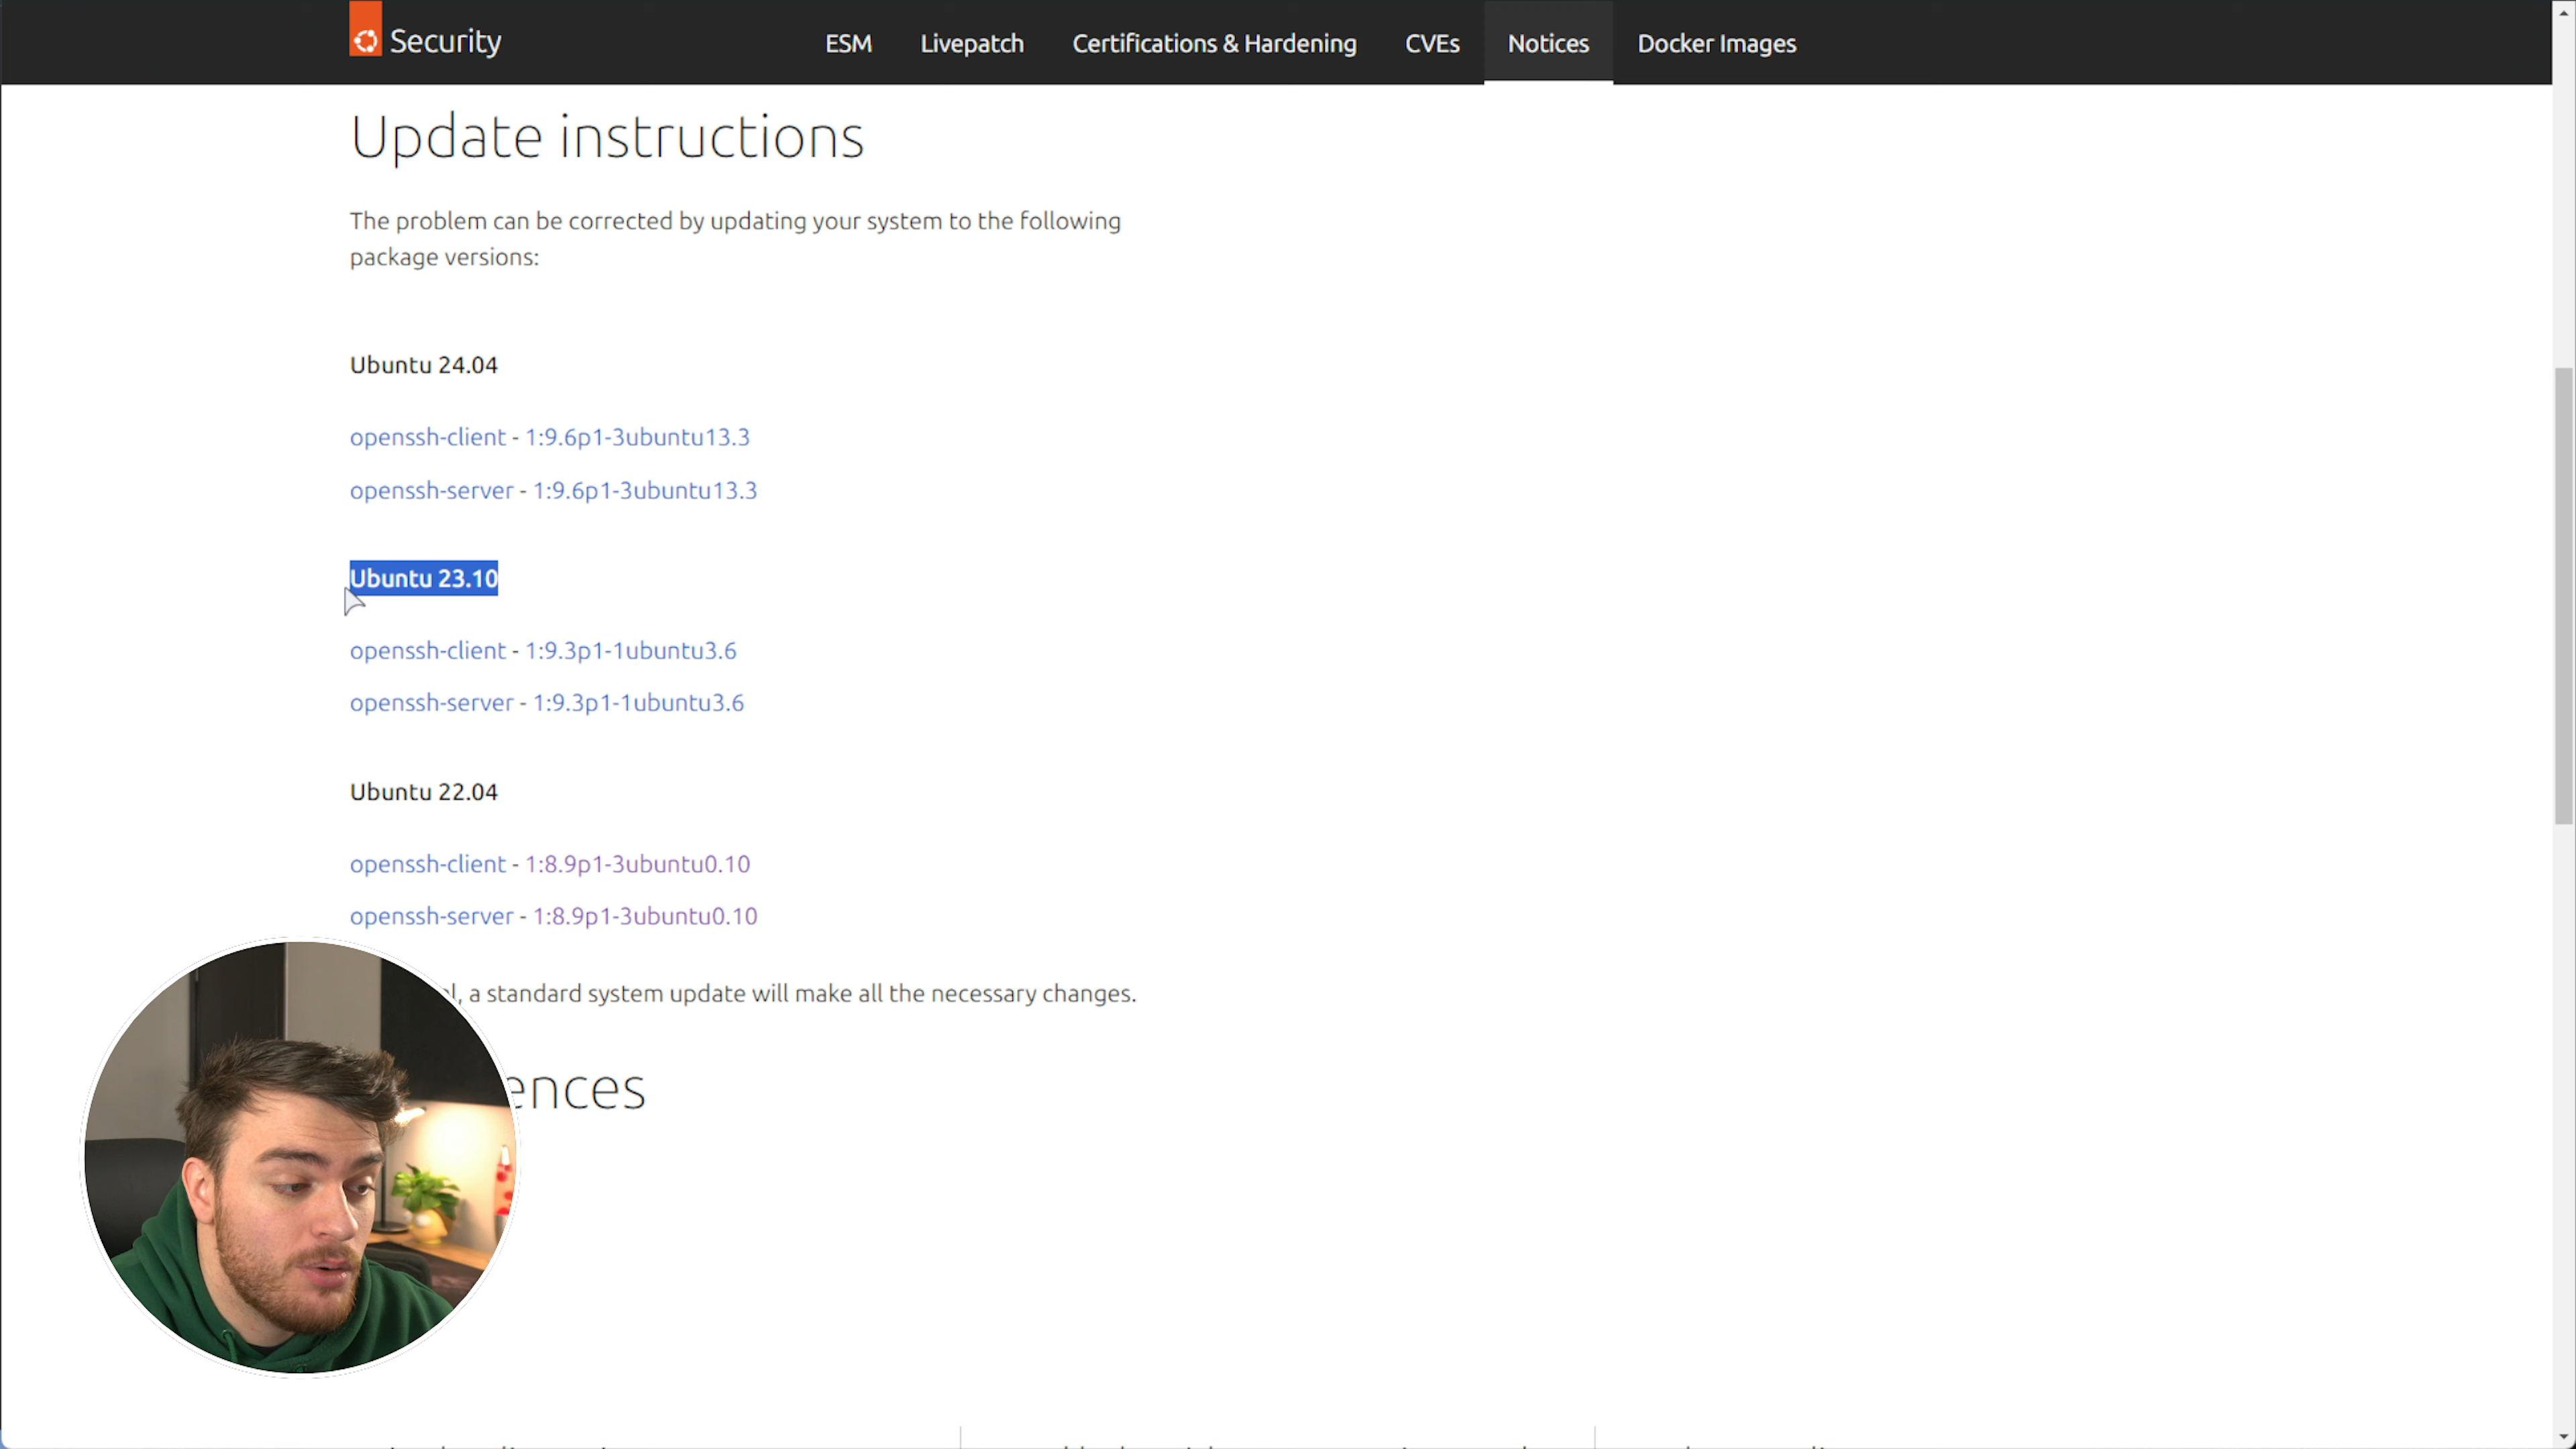 Security
ESM
Livepatch
Certifications & Hardening
CVEs
Notices
Docker Images
Update instructions
The problem can be corrected by updating your system to the following
package versions:
Ubuntu 24.04
openssh-client - 1:9.6p1-3ubuntu13.3
openssh-server - 1:9.6p1-3ubuntu13.3
Ubuntu 23.10
openssh-client - 1:9.3p1-1ubuntu3.6
openssh-server - 1:9.3p1-1ubuntu3.6
Ubuntu 22.04
openssh-client - 1:8.9p1-3ubuntu0.10
openssh-server - 1:8.9p1-3ubuntu0.10
, a standard system update will make all the necessary changes.
ences